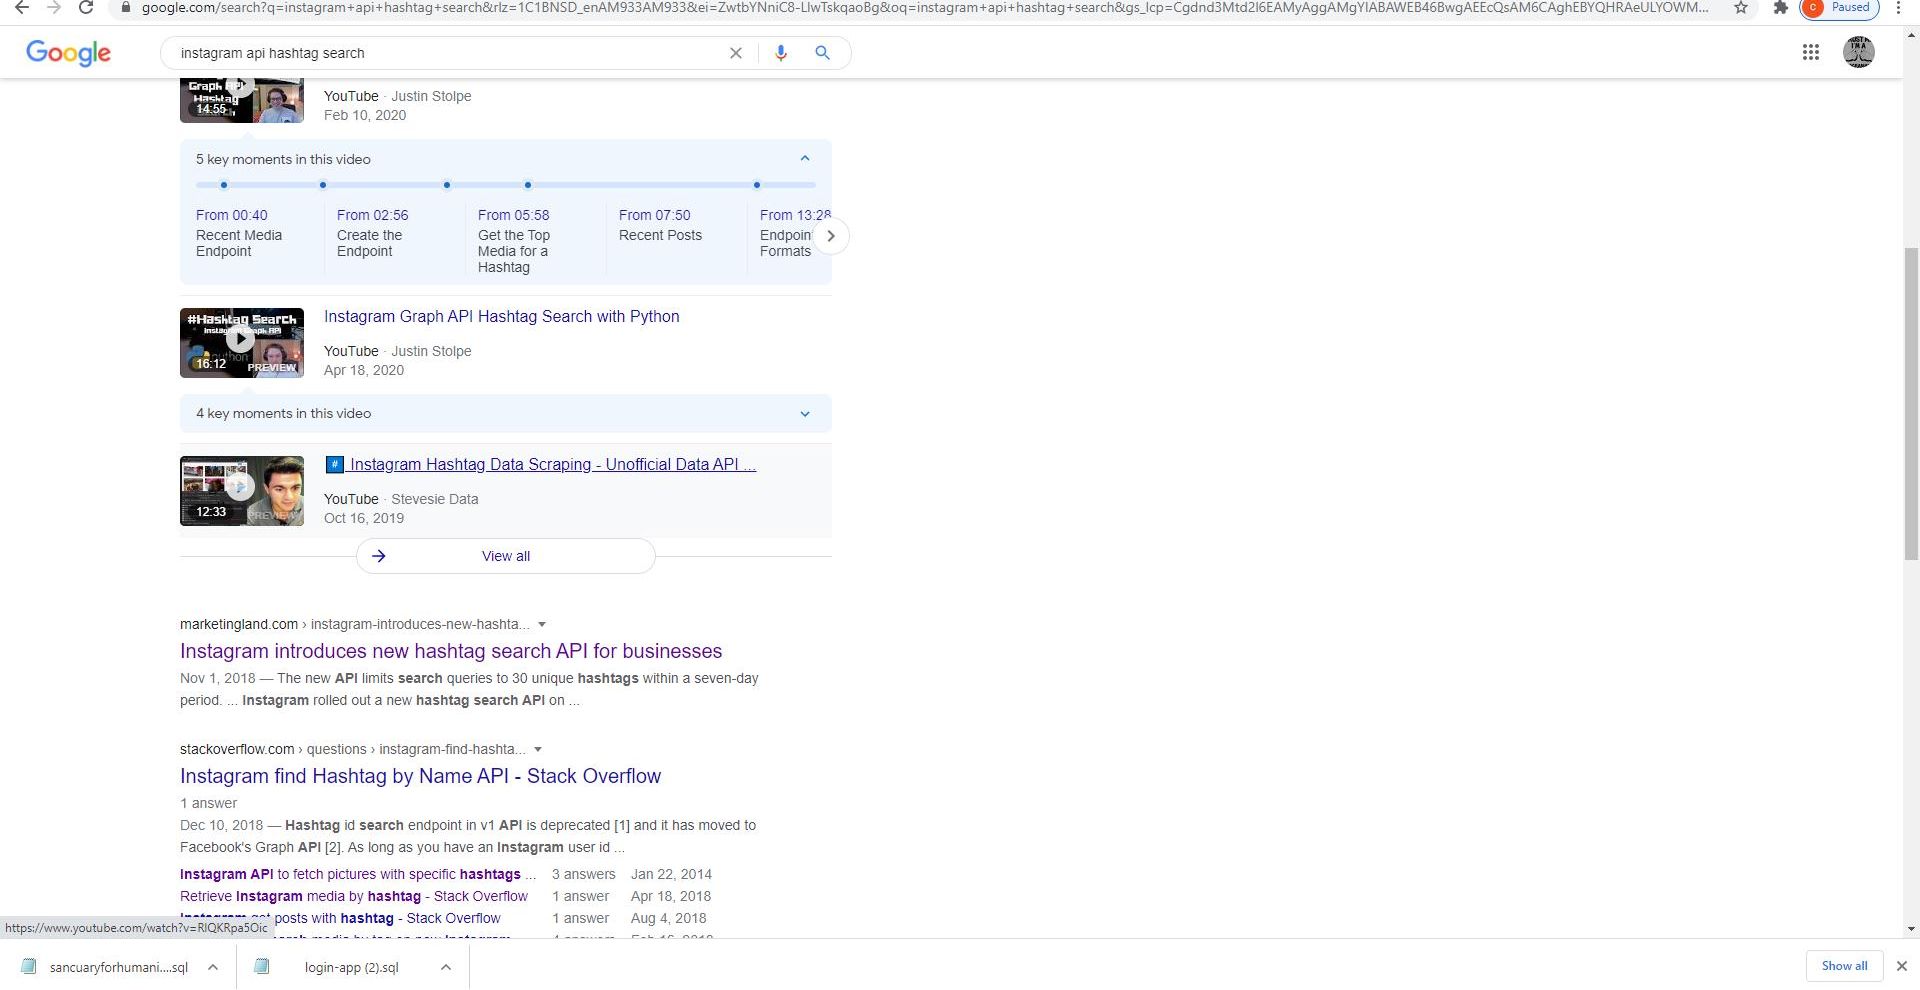 google.com/search?q=instagram+api+hashtag+search&rlz=1C1BNSD_enAM933AM933&ei=ZwtbYNniC8-LlwTskqaoBg&oq=instagram+api+hashtag+search&gs_lcp=Cgdnd3Mtd2l6EAMyAggAMgYIABAWEB46BwgAEEcQsAM6CAghEBYQHRAeULYOWM...
C Paused
Google
instagram api hashtag search
Graph API
Hashtag
14:55
YouTube · Justin Stolpe
Feb 10, 2020
5 key moments in this video
From 00:40 From 02:56 From 05:58 From 07:50 From 13:28
Recent Media Create the Get the Top Recent Posts Endpoin
Endpoint Endpoint Media for a Formats
Hashtag
#Hashtag Search
Instagram Graph API
python
16:12
PREVIEW
Instagram Graph API Hashtag Search with Python
YouTube · Justin Stolpe
Apr 18, 2020
4 key moments in this video
12:33
PREVIEW
# Instagram Hashtag Data Scraping - Unofficial Data API ...
YouTube · Stevesie Data
Oct 16, 2019
View all
marketingland.com › instagram-introduces-new-hashta...
Instagram introduces new hashtag search API for businesses
Nov 1, 2018 — The new API limits search queries to 30 unique hashtags within a seven-day
period. ... Instagram rolled out a new hashtag search API on ...
stackoverflow.com › questions › instagram-find-hashta...
Instagram find Hashtag by Name API - Stack Overflow
1 answer
Dec 10, 2018 — Hashtag id search endpoint in v1 API is deprecated [1] and it has moved to
Facebook's Graph API [2]. As long as you have an Instagram user id ...
Instagram API to fetch pictures with specific hashtags ... 3 answers Jan 22, 2014
Retrieve Instagram media by hashtag - Stack Overflow 1 answer Apr 18, 2018
Instagram get posts with hashtag - Stack Overflow 1 answer Aug 4, 2018
https://www.youtube.com/watch?v=RlQKRpa5Oic
sancuaryforhumani....sql
login-app (2).sql
Show all